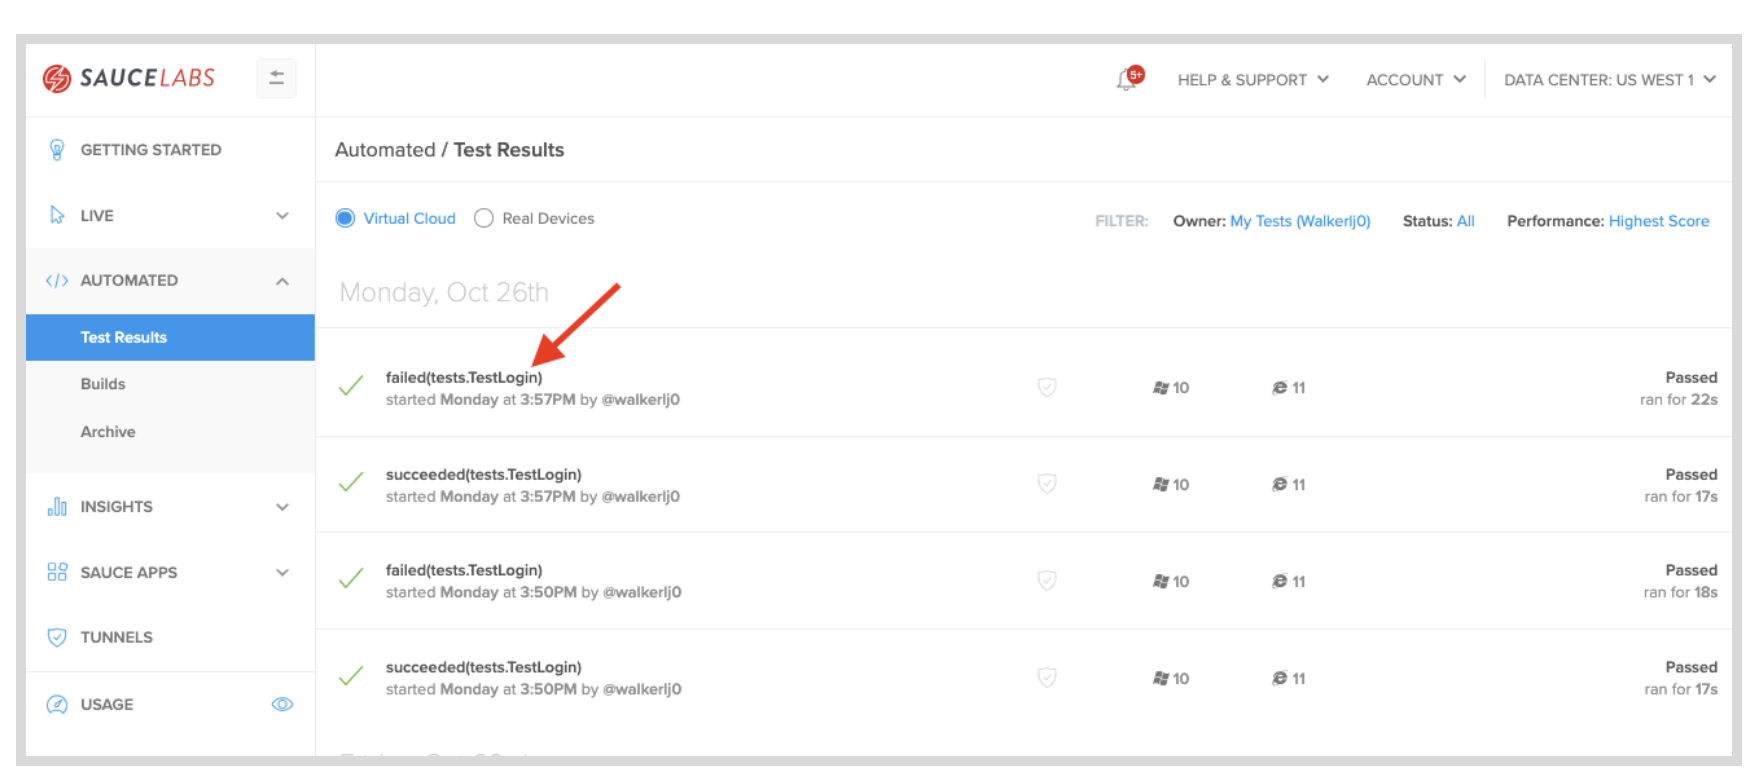 SAUCELABS
5+
HELP & SUPPORT
ACCOUNT
DATA CENTER: US WEST 1
GETTING STARTED
LIVE
AUTOMATED
Test Results
Builds
Archive
INSIGHTS
SAUCE APPS
TUNNELS
USAGE
Automated / Test Results
Virtual Cloud
Real Devices
FILTER: Owner: My Tests (Walkerlj0) Status: All Performance: Highest Score
Monday, Oct 26th
failed(tests.TestLogin)
started Monday at 3:57PM by @walkerlj0
10
11
Passed
ran for 22s
succeeded(tests.TestLogin)
started Monday at 3:57PM by @walkerlj0
10
11
Passed
ran for 17s
failed(tests.TestLogin)
started Monday at 3:50PM by @walkerlj0
10
11
Passed
ran for 18s
succeeded(tests.TestLogin)
started Monday at 3:50PM by @walkerlj0
10
11
Passed
ran for 17s